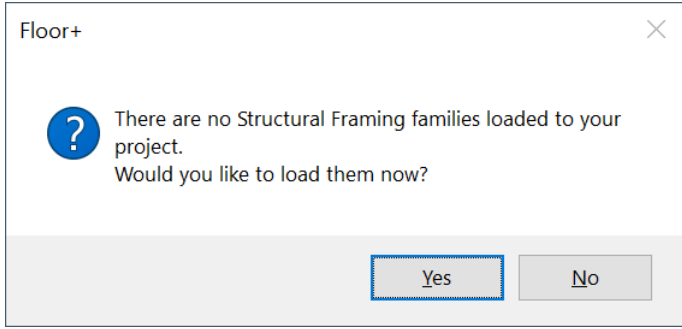 Floor+
There are no Structural Framing families loaded to your
project.
Would you like to load them now?
Yes
No